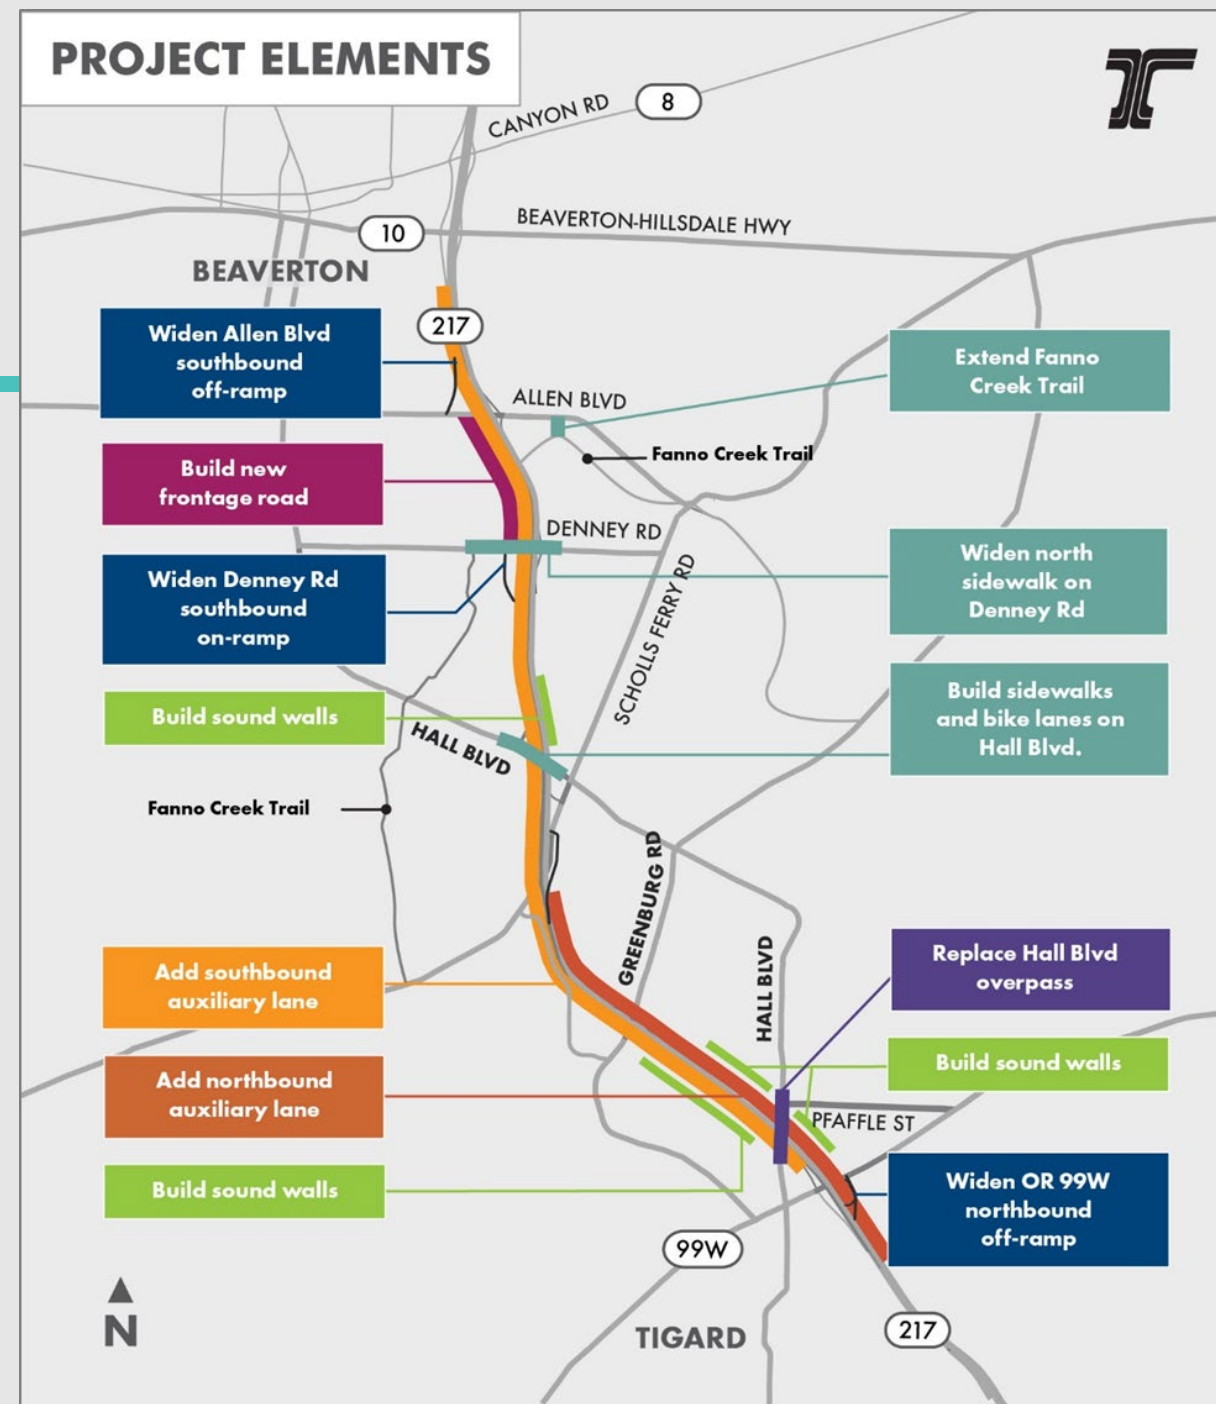 PROJECT ELEMENTS
CANYON RD
8
BEAVERTON-HILLSDALE HWY
10
BEAVERTON
217
Widen Allen Blvd
southbound
off-ramp
Extend Fanno
Creek Trail
ALLEN BLVD
Fanno Creek Trail
Build new
frontage road
DENNEY RD
Widen north
sidewalk on
Denney Rd
Widen Denney Rd
southbound
on-ramp
SCHOLLS FERRY RD
Build sound walls
HALL BLVD
Build sidewalks
and bike lanes on
Hall Blvd.
Fanno Creek Trail
GREENBURG RD
HALL BLVD
Replace Hall Blvd
overpass
Add southbound
auxiliary lane
Build sound walls
Add northbound
auxiliary lane
PFAFFLE ST
Build sound walls
Widen OR 99W
northbound
off-ramp
99W
N
TIGARD
217